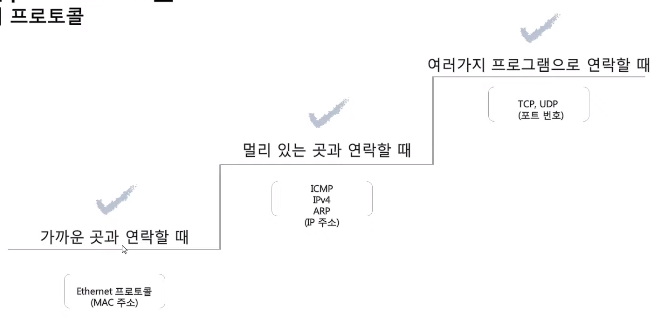 프로토콜
여러가지 프로그램으로 연락할 때
TCP, UDP
(포트 번호)
멀리 있는 곳과 연락할 때
ICMP
IPv4
ARP
(IP 주소)
가까운 곳과 연락할 때
Ethernet 프로토콜
(MAC 주소)